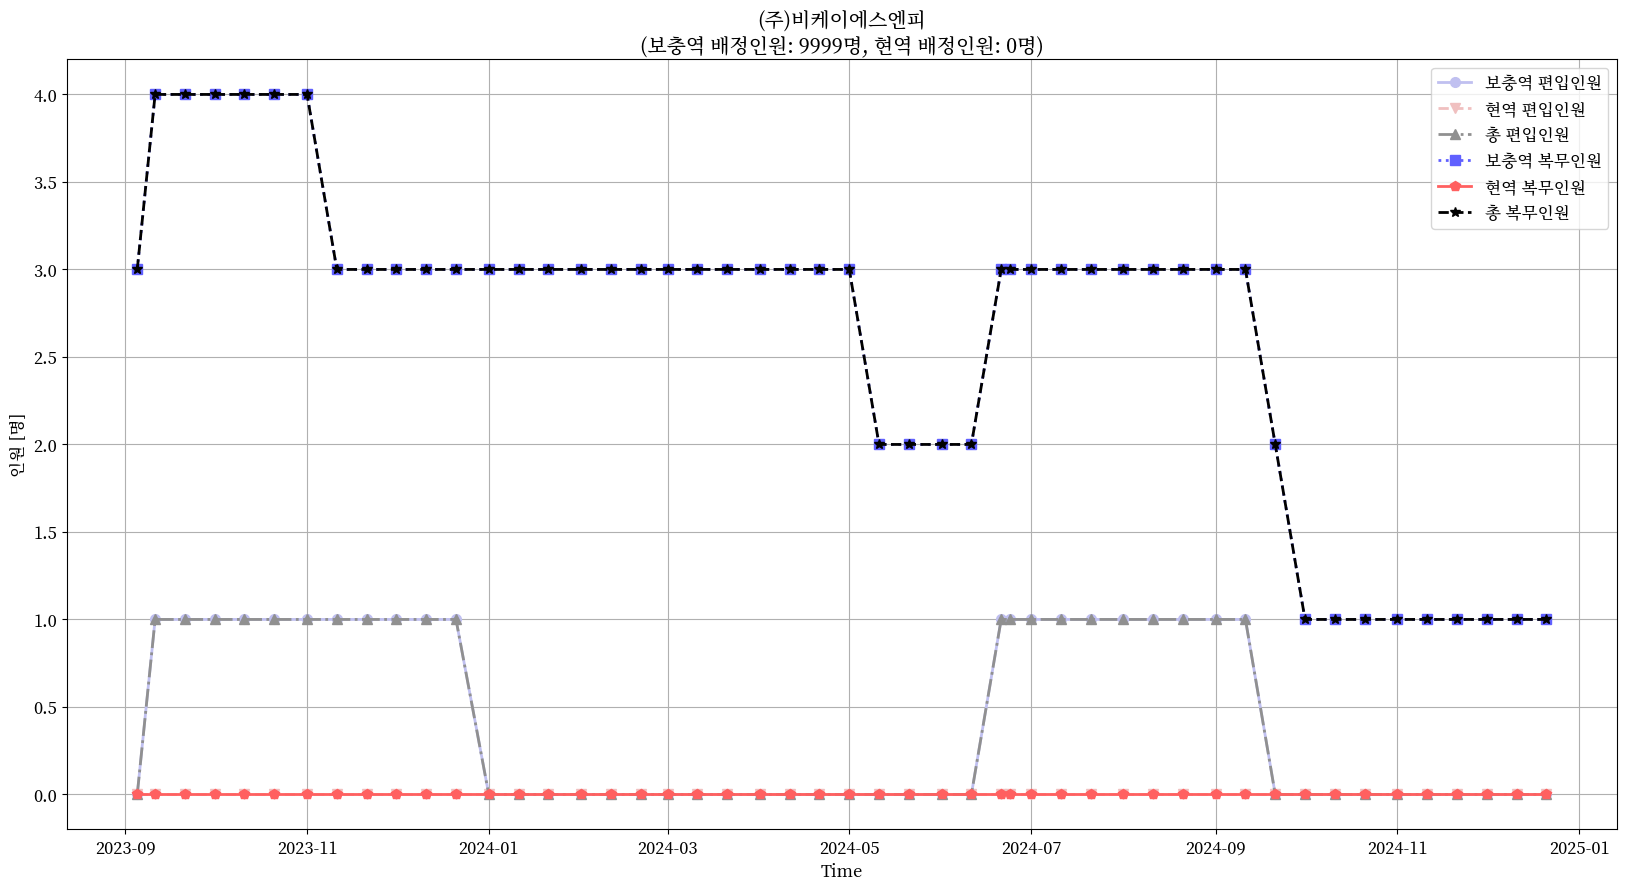 (주)비케이에스엔피
(보충역 배정인원: 9999명, 현역 배정인원: 0명)
보충역 편입인원
현역 편입인원
총 편입인원
보충역 복무인원
현역 복무인원
총 복무인원
인원 [명]
4.0
3.5
3.0
2.5
2.0
1.5
1.0
0.5
0.0
2023-09 2023-11 2024-01 2024-03 2024-05 2024-07 2024-09 2024-11 2025-01
Time